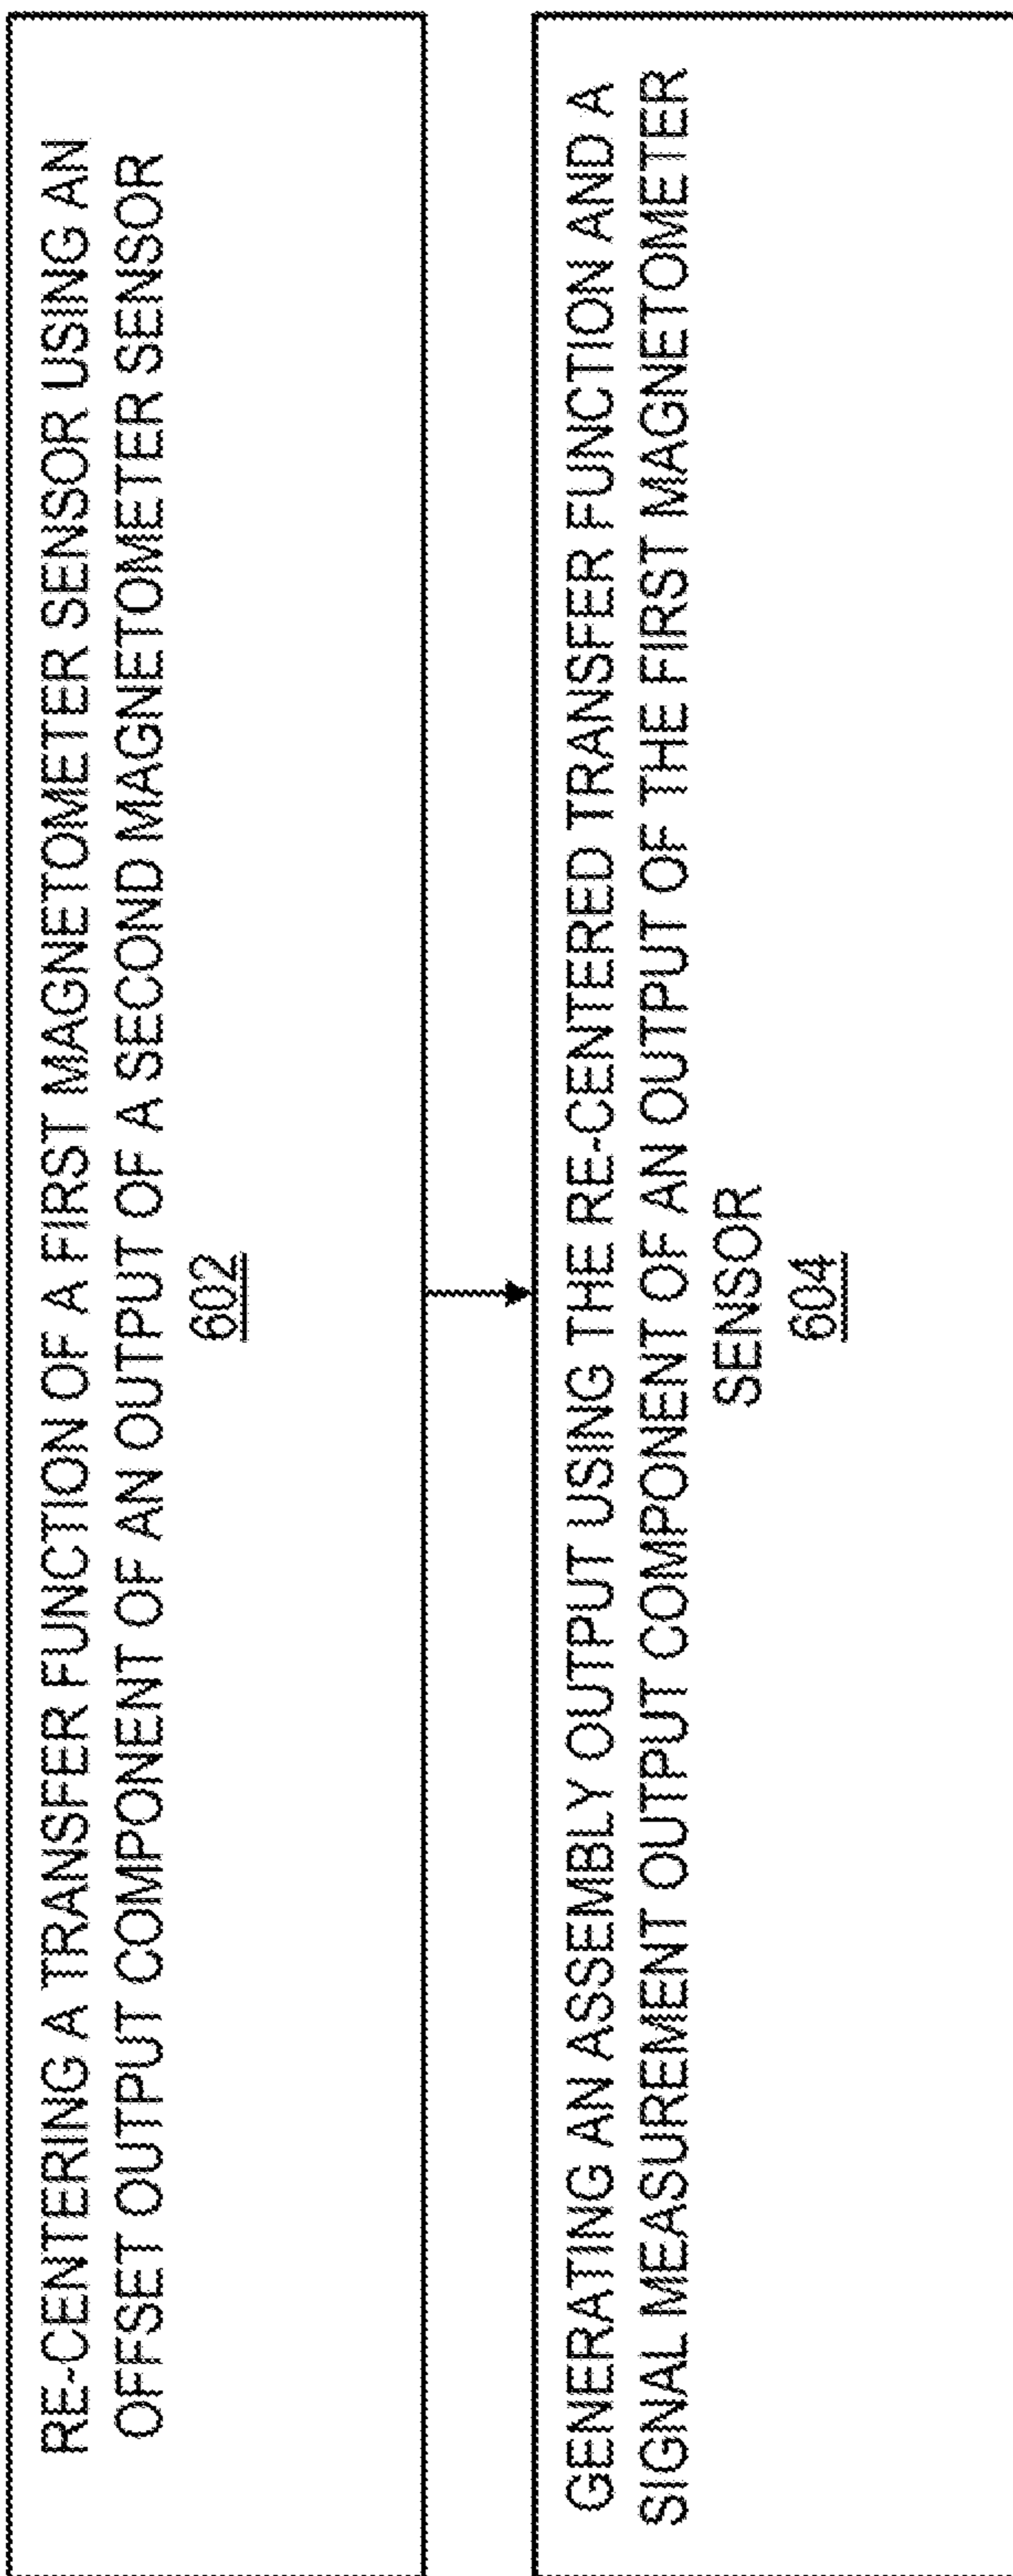 RE-CENTERING A TRANSFER FUNCTION OF A FIRST MAGNETOMETER SENSOR USING AN
OFFSET OUTPUT COMPONENT OF AN OUTPUT OF A SECOND MAGNETOMETER SENSOR
602
GENERATING AN ASSEMBLY OUTPUT USING THE RE-CENTERED TRANSFER FUNCTION AND A
SIGNAL MEASUREMENT OUTPUT COMPONENT OF AN OUTPUT OF THE FIRST MAGNETOMETER
SENSOR
604